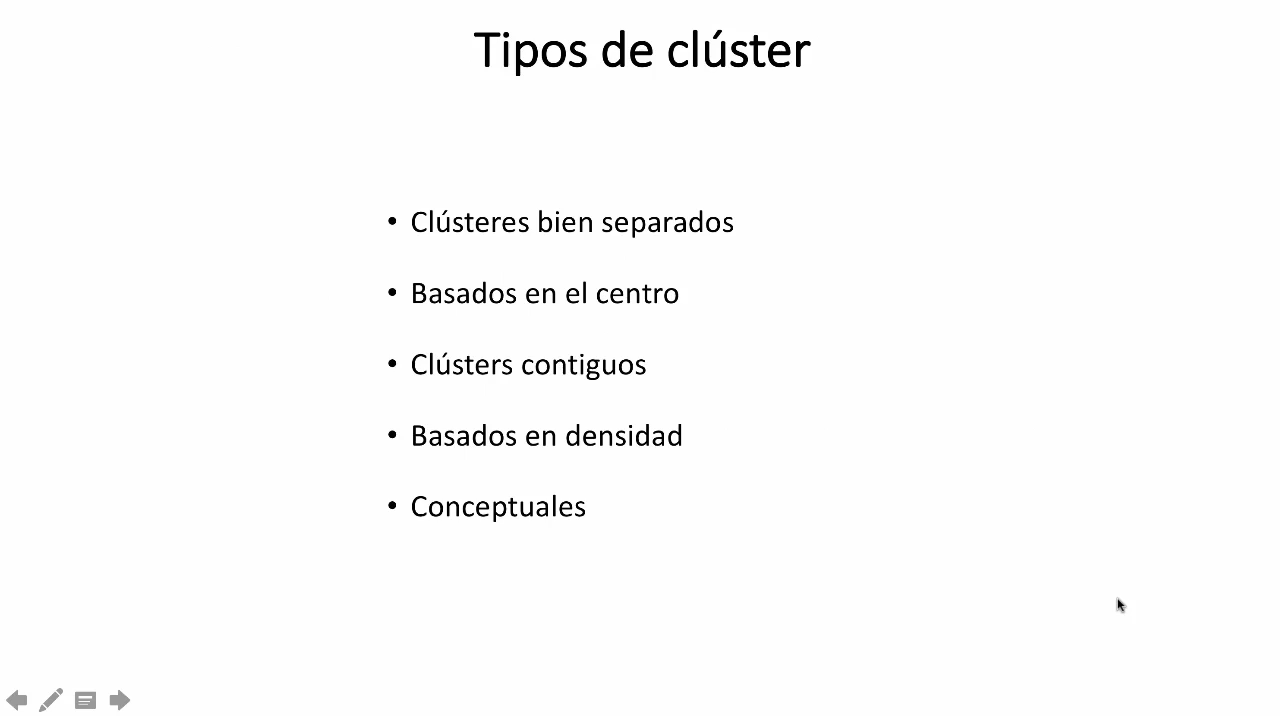 Tipos de clúster
• Clústeres bien separados
• Basados en el centro
• Clústers contiguos
• Basados en densidad
• Conceptuales